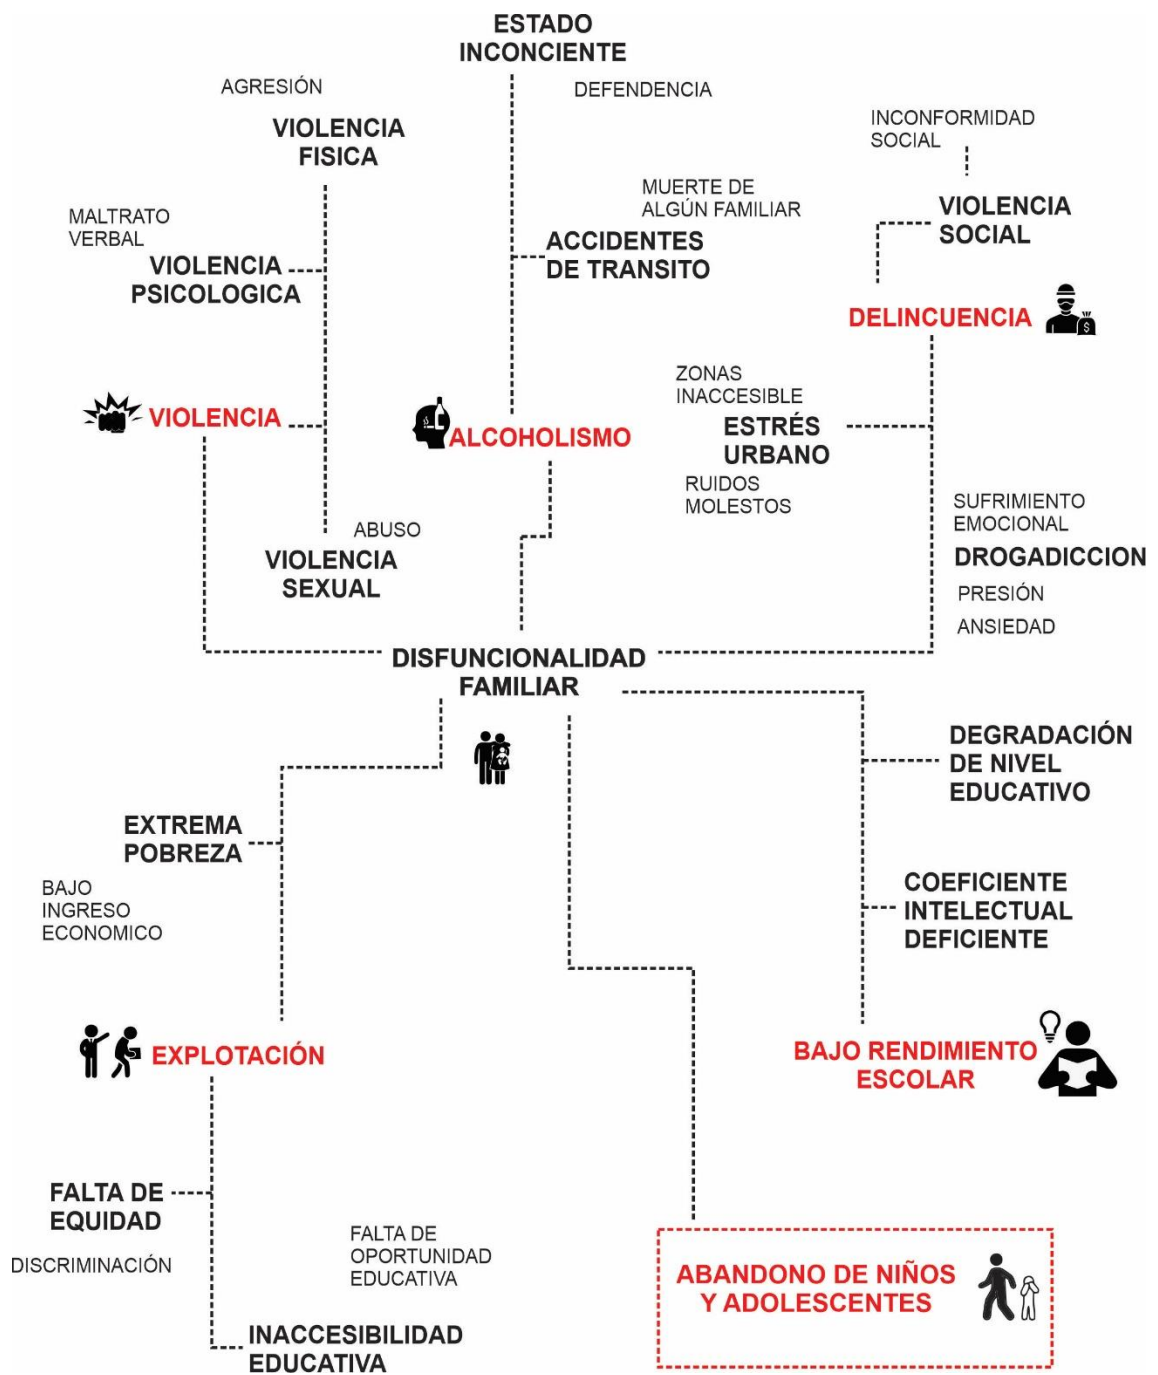 ESTADO
INCONCIENTE
AGRESIÓN
DEFENDENCIA
VIOLENCIA
FISICA
INCONFORMIDAD
SOCIAL
MALTRATO
VERBAL
MUERTE DE
ALGÚN FAMILIAR
VIOLENCIA
SOCIAL
VIOLENCIA
PSICOLOGICA
ACCIDENTES
DE TRANSITO
DELINCUENCIA
$
ZONAS
INACCESIBLE
VIOLENCIA
ALCOHOLISMO
ESTRÉS
URBANO
RUIDOS
MOLESTOS
SUFRIMIENTO
EMOCIONAL
ABUSO
VIOLENCIA
SEXUAL
DROGADICCION
PRESIÓN
ANSIEDAD
DISFUNCIONALIDAD
FAMILIAR
DEGRADACIÓN
DE NIVEL
EDUCATIVO
EXTREMA
POBREZA
BAJO
INGRESO
ECONOMICO
COEFICIENTE
INTELECTUAL
DEFICIENTE
EXPLOTACIÓN
BAJO RENDIMIENTO
ESCOLAR
FALTA DE
EQUIDAD
DISCRIMINACIÓN
FALTA DE
OPORTUNIDAD
EDUCATIVA
ABANDONO DE NIÑOS
Y ADOLESCENTES
INACCESIBILIDAD
EDUCATIVA